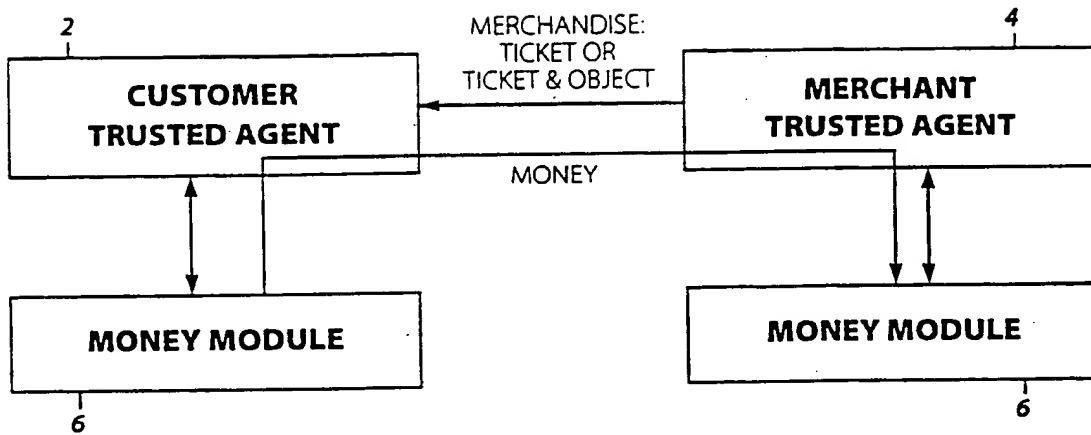 2
MERCHANDISE:
TICKET OR
TICKET & OBJECT
4
CUSTOMER
TRUSTED AGENT
MERCHANT
TRUSTED AGENT
MONEY
MONEY MODULE
MONEY MODULE
6
6